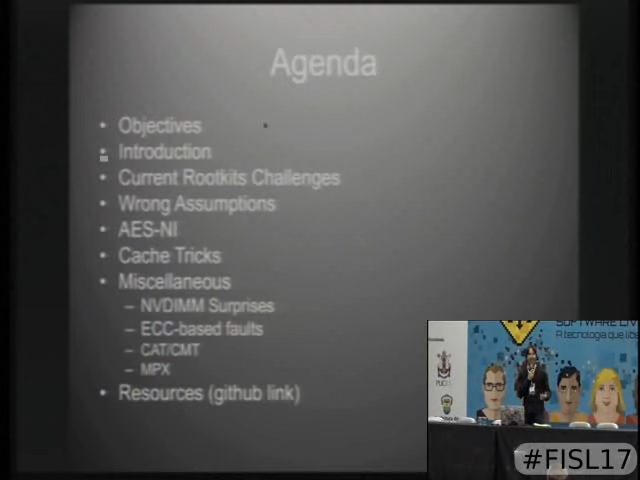 Agenda
• Objectives
• Introduction
• Current Rootkits Challenges
• Wrong Assumptions
• AES-NI
• Cache Tricks
• Miscellaneous
– NVDIMM Surprises
– ECC-based faults
– CAT/CMT
– MPX
• Resources (github link)
SOFTWARE LIV
A tecnologia que libe
#FISL17